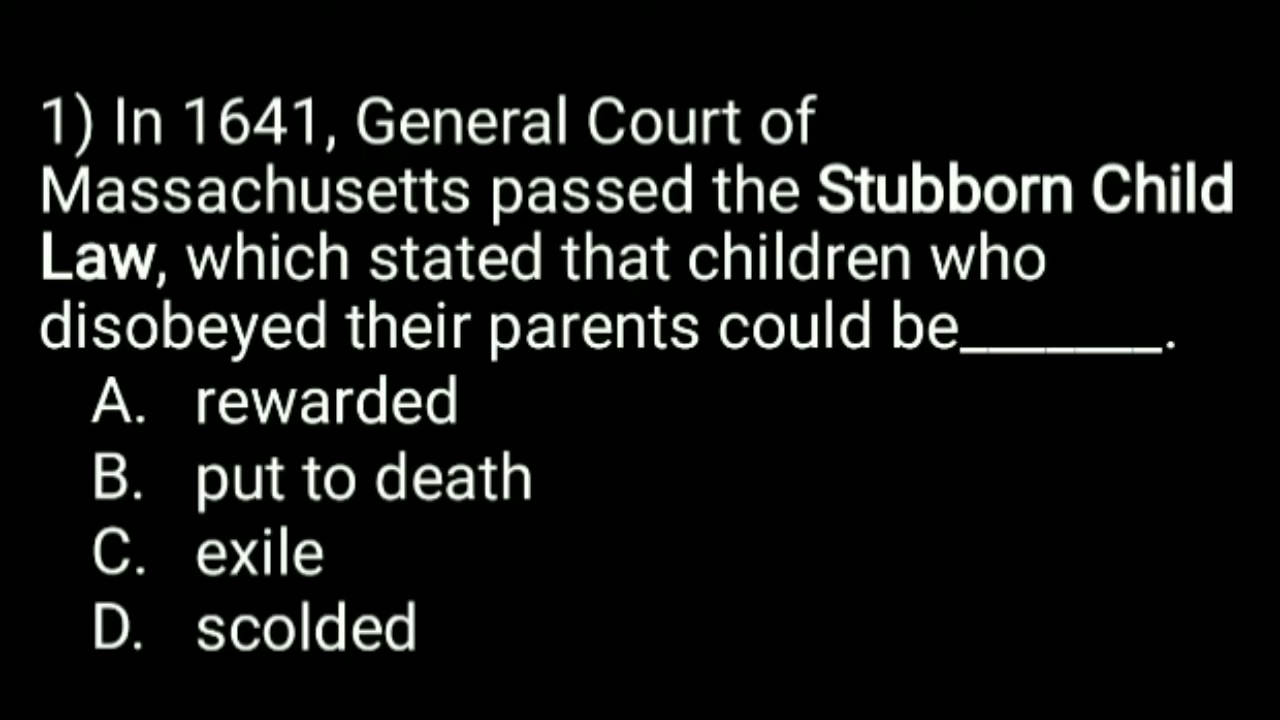 1) In 1641, General Court of
Massachusetts passed the Stubborn Child
Law, which stated that children who
disobeyed their parents could be_______.
A. rewarded
B. put to death
C. exile
D. scolded